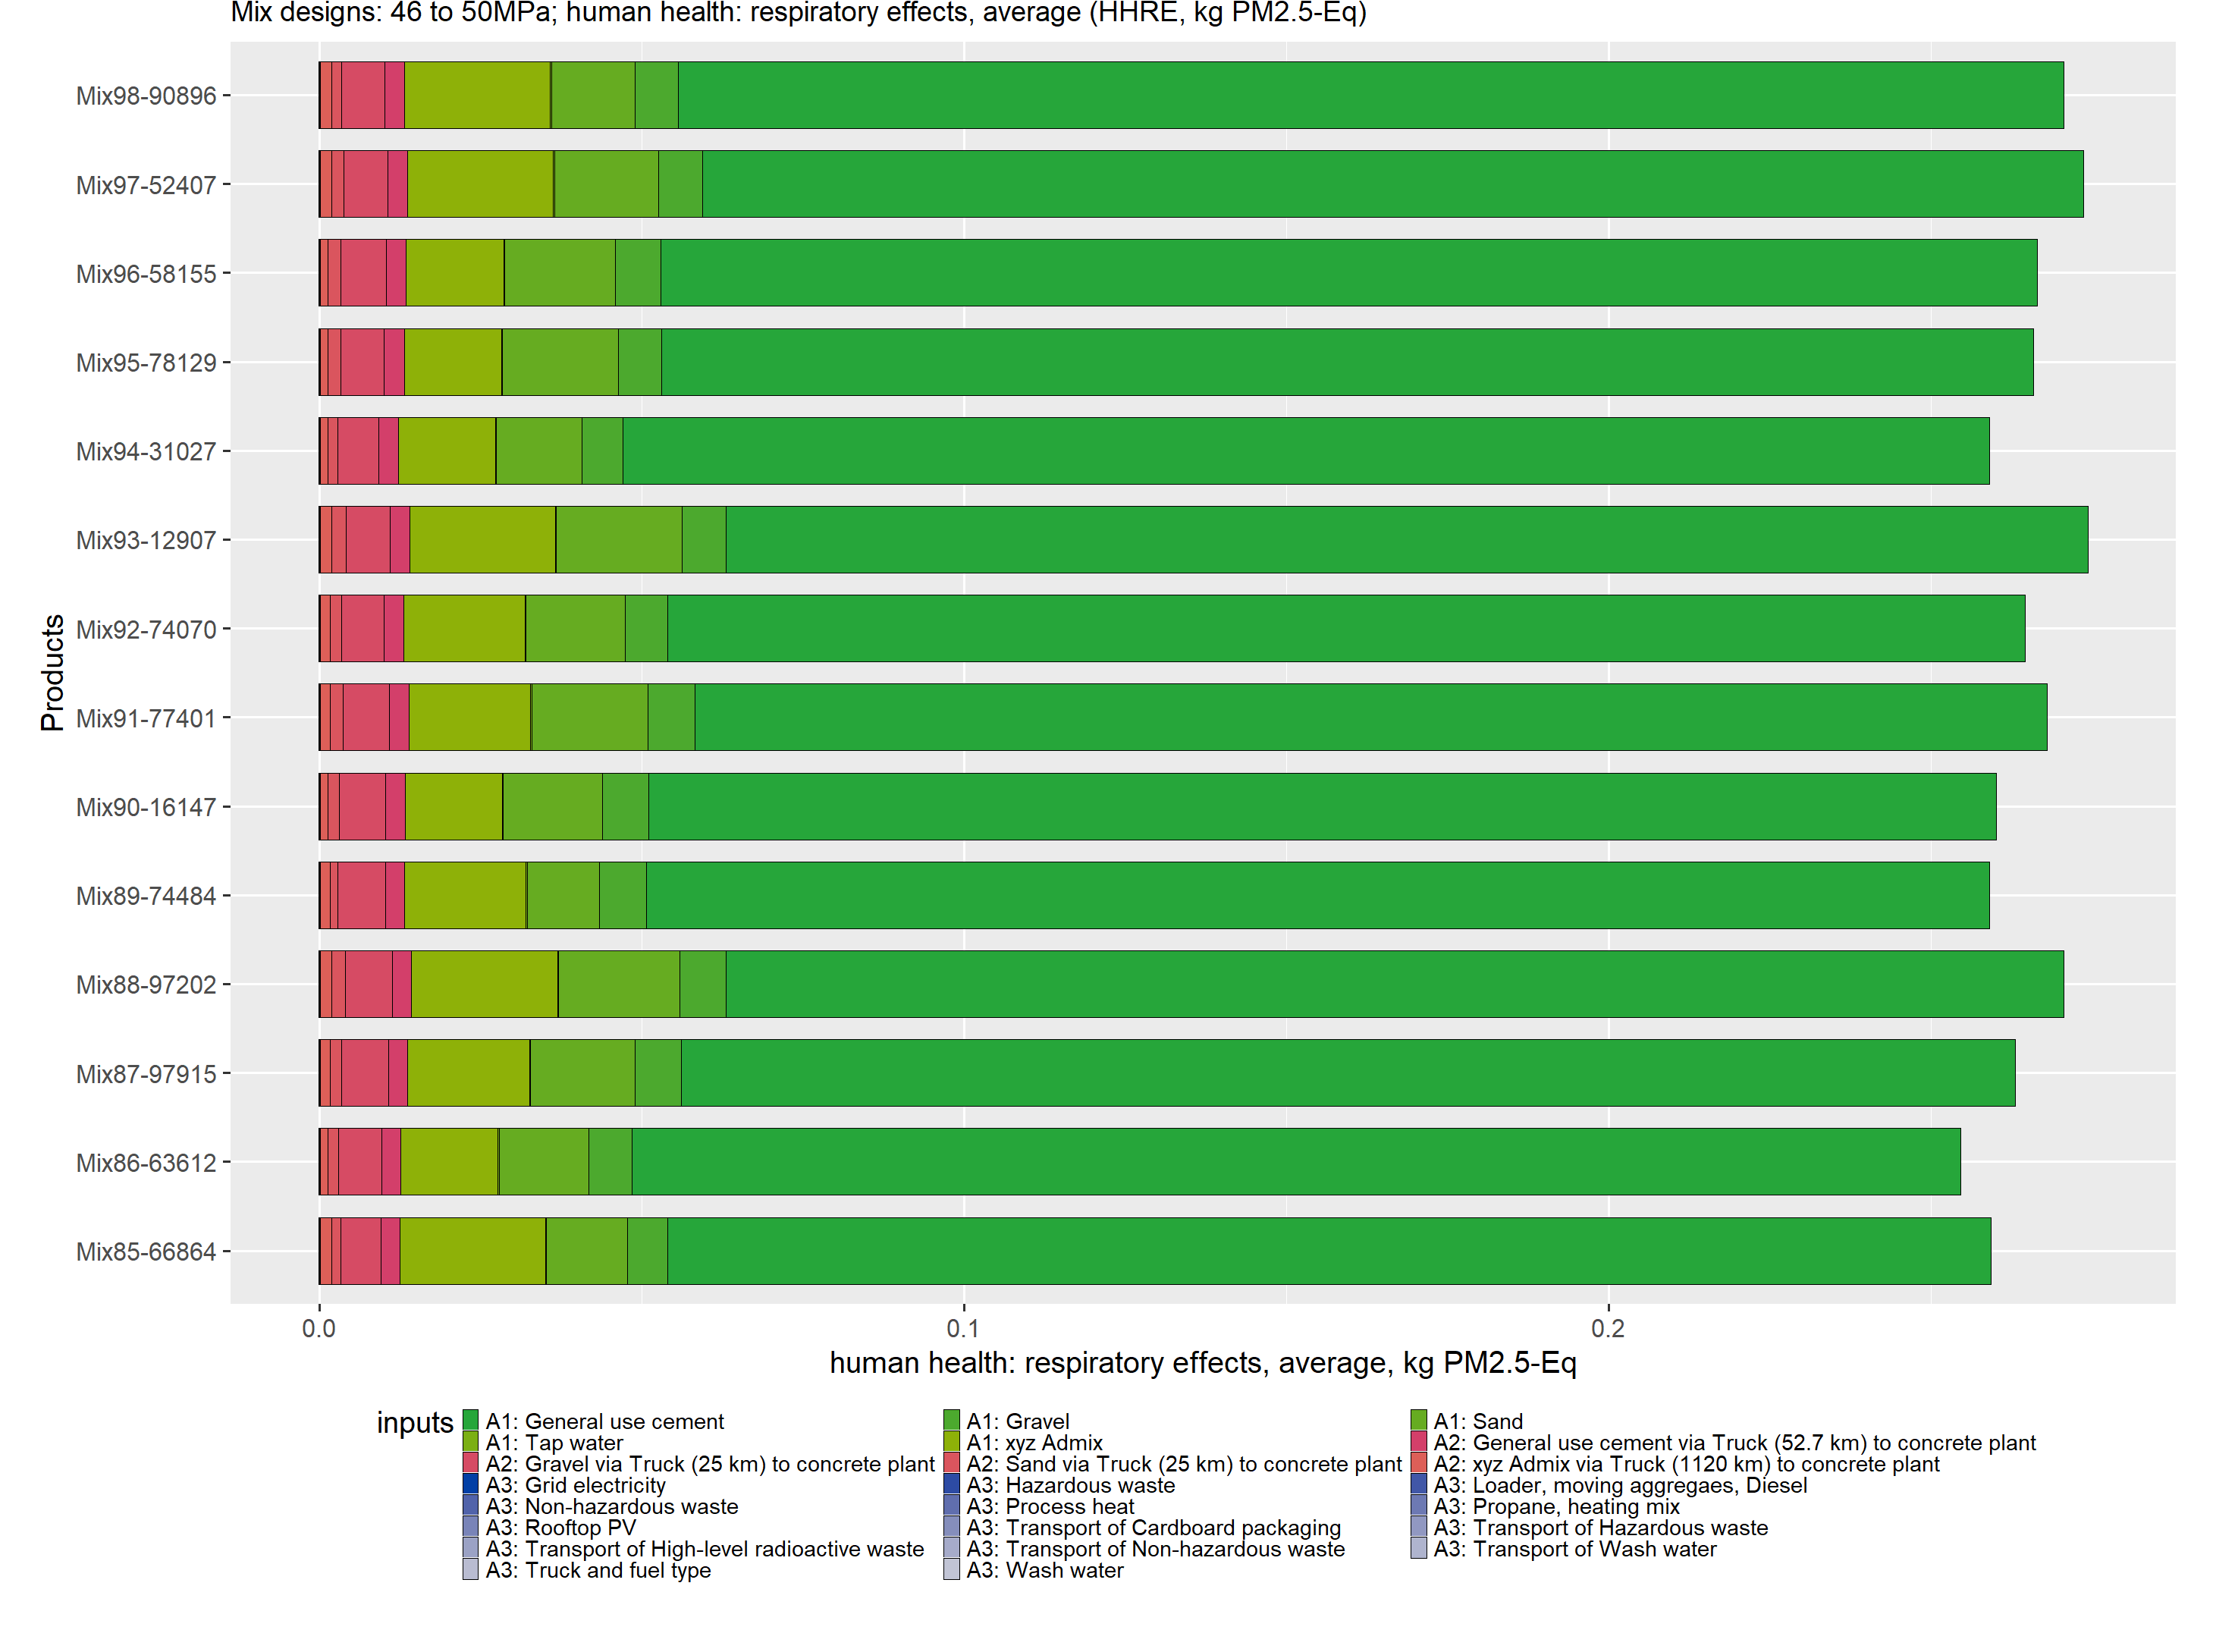 Mix designs: 46 to 50MPa; human health: respiratory effects, average (HHRE, kg PM2.5-Eq)
Products
Mix98-90896
Mix97-52407
Mix96-58155
Mix95-78129
Mix94-31027
Mix93-12907
Mix92-74070
Mix91-77401
Mix90-16147
Mix89-74484
Mix88-97202
Mix87-97915
Mix86-63612
Mix85-66864
0.0 0.1 0.2
human health: respiratory effects, average, kg PM2.5-Eq
inputs
A1: General use cement A1: Gravel A1: Sand
A1: Tap water A1: xyz Admix A2: General use cement via Truck (52.7 km) to concrete plant
A2: Gravel via Truck (25 km) to concrete plant A2: Sand via Truck (25 km) to concrete plant A2: xyz Admix via Truck (1120 km) to concrete plant
A3: Grid electricity A3: Hazardous waste A3: Loader, moving aggregaes, Diesel
A3: Non-hazardous waste A3: Process heat A3: Propane, heating mix
A3: Rooftop PV A3: Transport of Cardboard packaging A3: Transport of Hazardous waste
A3: Transport of High-level radioactive waste A3: Transport of Non-hazardous waste A3: Transport of Wash water
A3: Truck and fuel type A3: Wash water